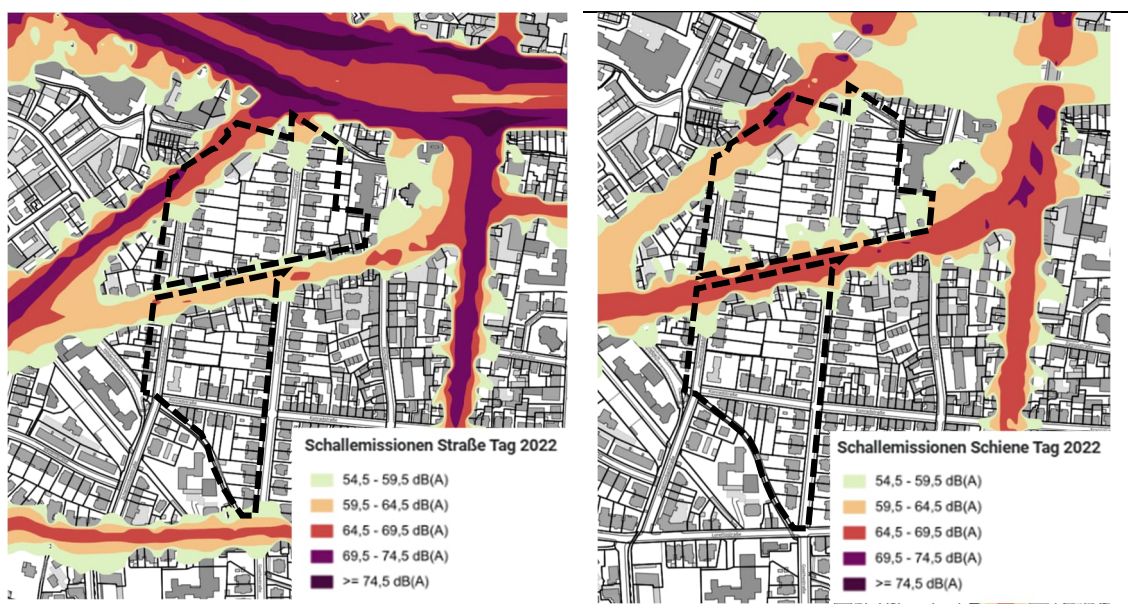 Schallemissionen Straße Tag 2022
54,5 - 59,5 dB(A)
59,5 - 64,5 dB(A)
64,5 - 69,5 dB(A)
69,5 - 74,5 dB(A)
>= 74,5 dB(A)
Schallemissionen Schiene Tag 2022
54,5 - 59,5 dB(A)
59,5 - 64,5 dB(A)
64,5 - 69,5 dB(A)
69,5 - 74,5 dB(A)
>= 74,5 dB(A)